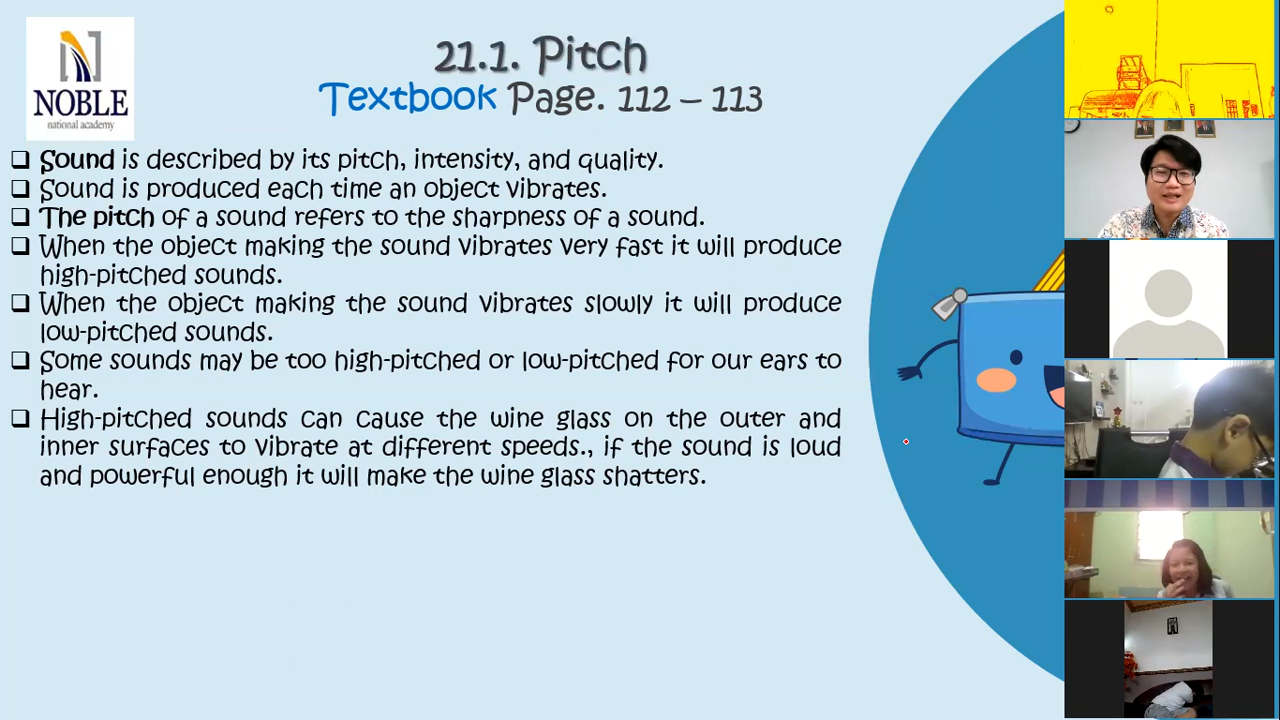 NOBLE
national academy
21.1. Pitch
Textbook Page. 112 – 113
Sound is described by its pitch, intensity, and quality.
Sound is produced each time an object vibrates.
The pitch of a sound refers to the sharpness of a sound.
When the object making the sound vibrates very fast it will produce
high-pitched sounds.
When the object making the sound vibrates slowly it will produce
low-pitched sounds.
Some sounds may be too high-pitched or low-pitched for our ears to
hear.
High-pitched sounds can cause the wine glass on the outer and
inner surfaces to vibrate at different speeds., if the sound is loud
and powerful enough it will make the wine glass shatters.